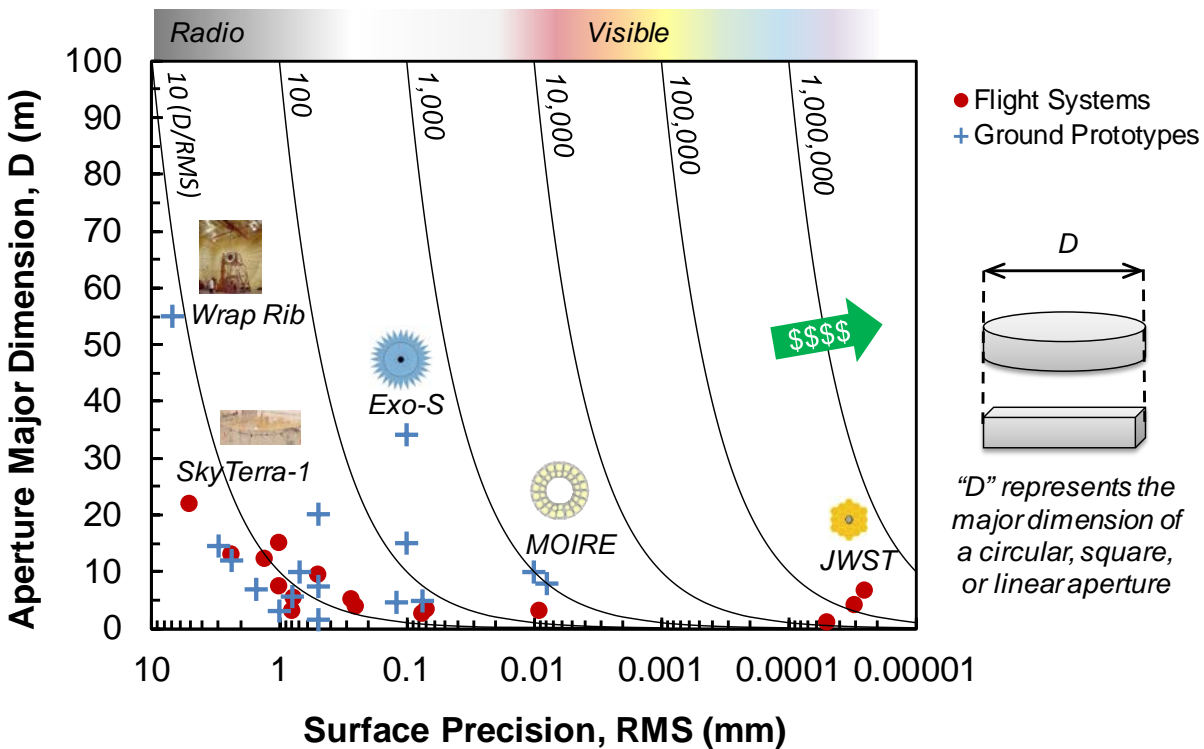 Radio
Visible
Aperture Major Dimension, D (m)
100
90
80
70
60
50
40
30
20
10
0
10 (D/RMS)
100
1,000
10,000
100,000
1,000,000
Wrap Rib
Exo-S
SkyTerra-1
MOIRE
JWST
$$$$
10
1
0.1
0.01
0.001
0.0001
0.00001
Surface Precision, RMS (mm)
Flight Systems
Ground Prototypes
D
“D” represents the
major dimension of
a circular, square,
or linear aperture